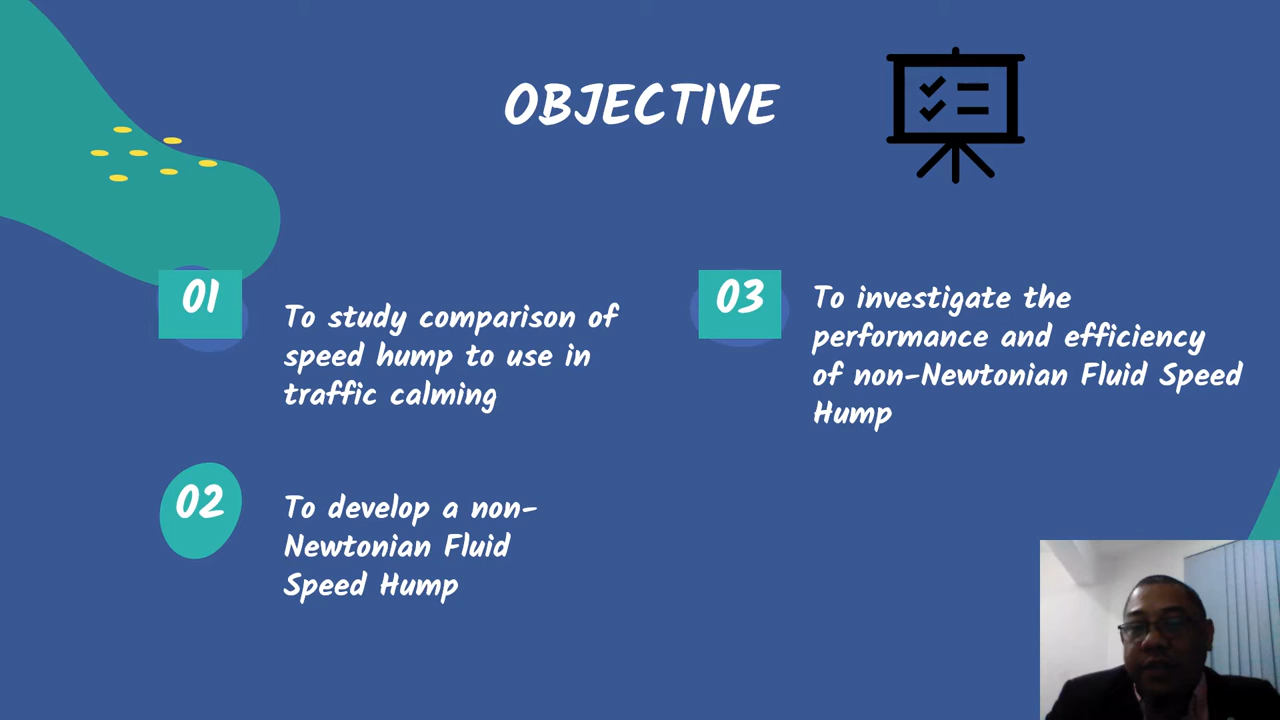 OBJECTIVE
01
To study comparison of
speed hump to use in
traffic calming
02
To develop a non-
Newtonian Fluid
Speed Hump
03
To investigate the
performance and efficiency
of non-Newtonian Fluid Speed
Hump